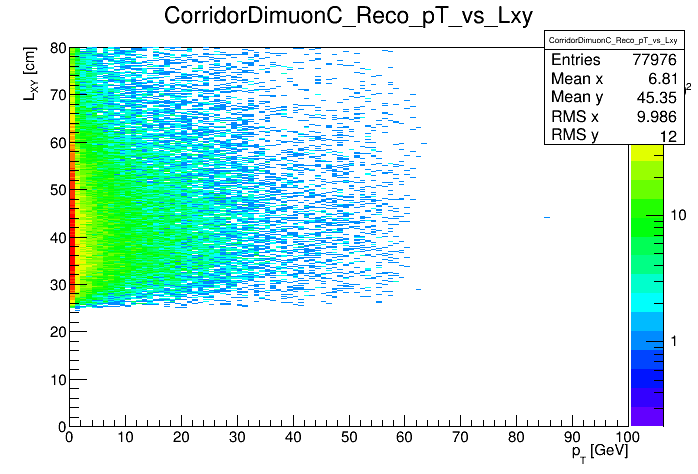 CorridorDimuonC_Reco_pT_vs_Lxy
CorridorDimuonC_Reco_pT_vs_Lxy
Entries 77976
Mean x 6.81
Mean y 45.35
RMS x 9.986
RMS y 12
L_XY [cm]
80
70
60
50
40
30
20
10
0
0 10 20 30 40 50 60 70 80 90 100
p_T [GeV]
2
10
1